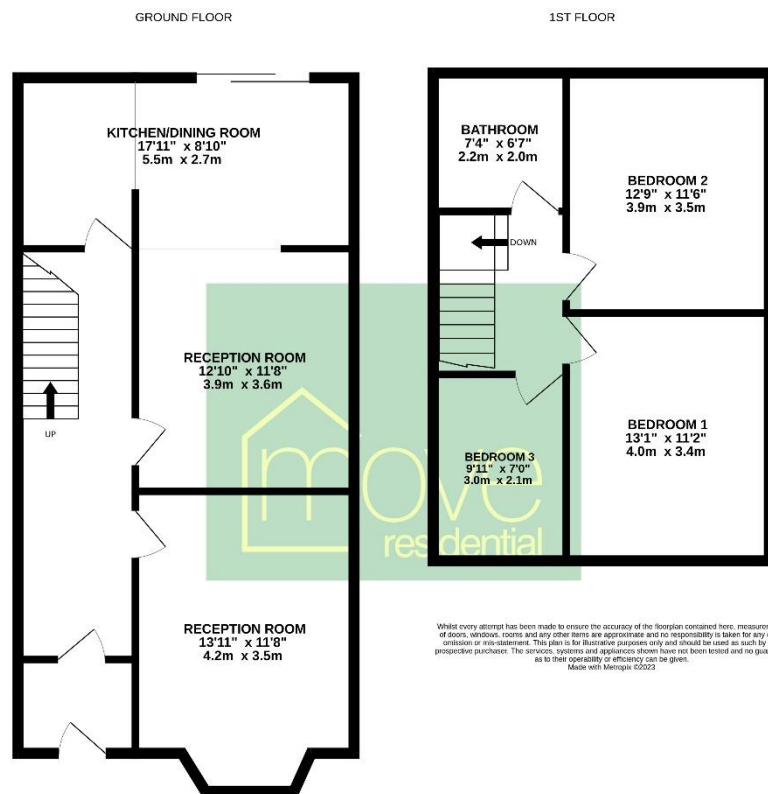 GROUND FLOOR
1ST FLOOR
KITCHEN/DINING ROOM
17'11" x 8'10"
5.5m x 2.7m
RECEPTION ROOM
12'10" x 11'8"
3.9m x 3.6m
UP
RECEPTION ROOM
13'11" x 11'8"
4.2m x 3.5m
BATHROOM
7'4" x 6'7"
2.2m x 2.0m
BEDROOM 2
12'9" x 11'6"
3.9m x 3.5m
DOWN
BEDROOM 1
13'1" x 11'2"
4.0m x 3.4m
BEDROOM 3
9'11" x 7'0"
3.0m x 2.1m
move
residential
Whilst every attempt has been made to ensure the accuracy of the floorplan contained here, measurer
of doors, windows, rooms and any other items are approximate and no responsibility is taken for any
omission or mis-statement. This plan is for illustrative purposes only and should be used as such by
prospective purchaser. The services, systems and appliances shown have not been tested and no gua
as to their operability or efficiency can be given.
Made with Metropix ©2023